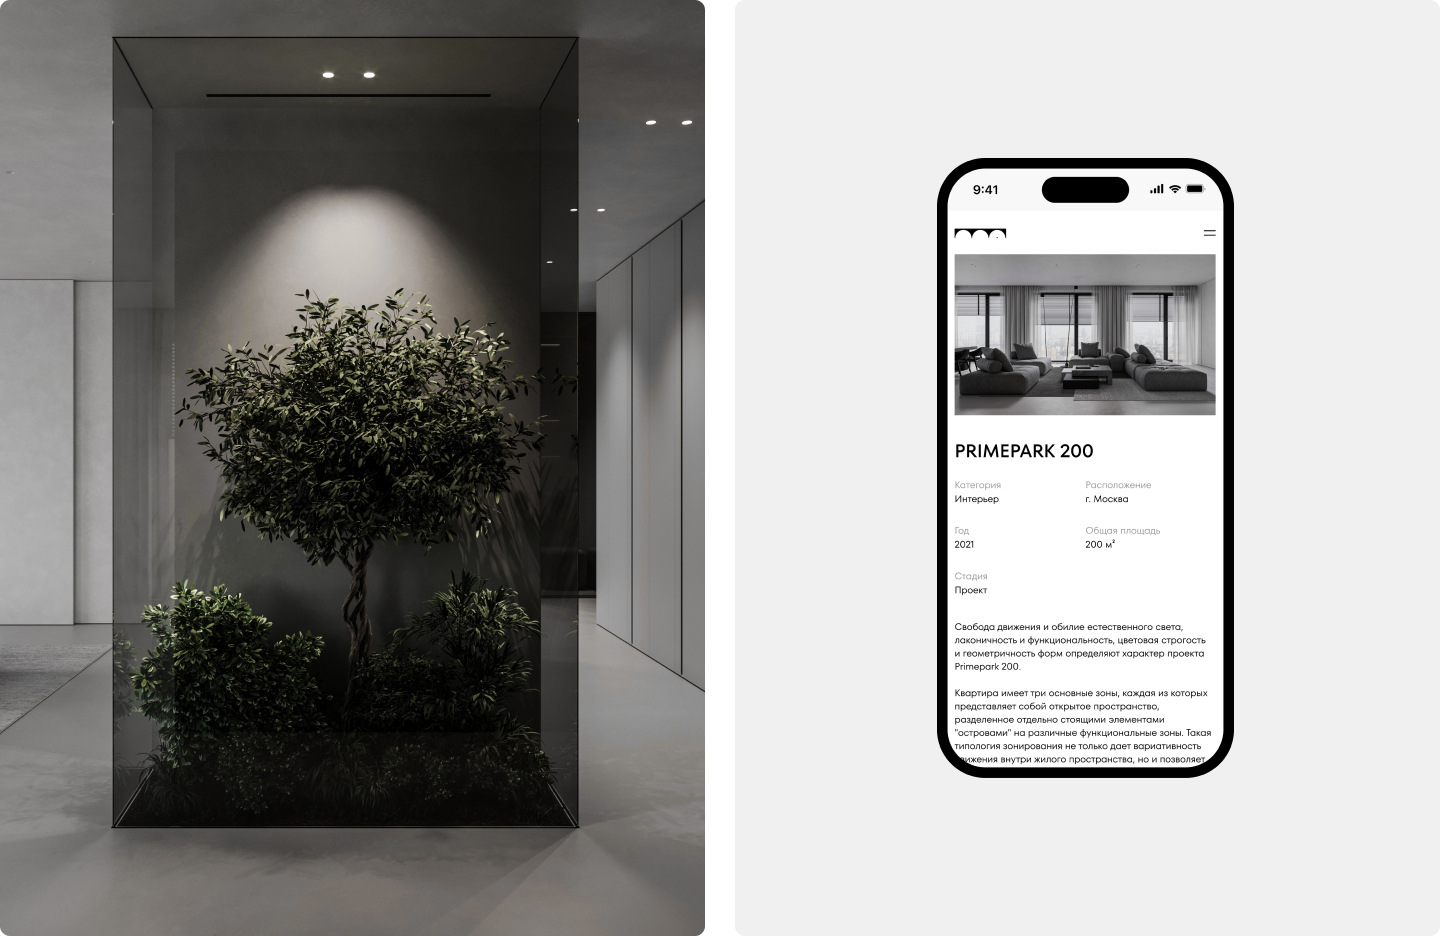 9:41
PRIMEPARK 200
Категория
Расположение
Интерьер
г. Москва
Год
Общая площадь
2021
200 м²
Стадия
Проект
Свобода движения и обилие естественного света,
лаконичность и функциональность, цветовая строгость
и геометричность форм определяют характер проекта
Primepark 200.
Квартира имеет три основные зоны, каждая из которых
представляет собой открытое пространство,
разделенное отдельно стоящими элементами
"островами" на различные функциональные зоны. Такая
типология зонирования не только дает вариативность
движения внутри жилого пространства, но и позволяет